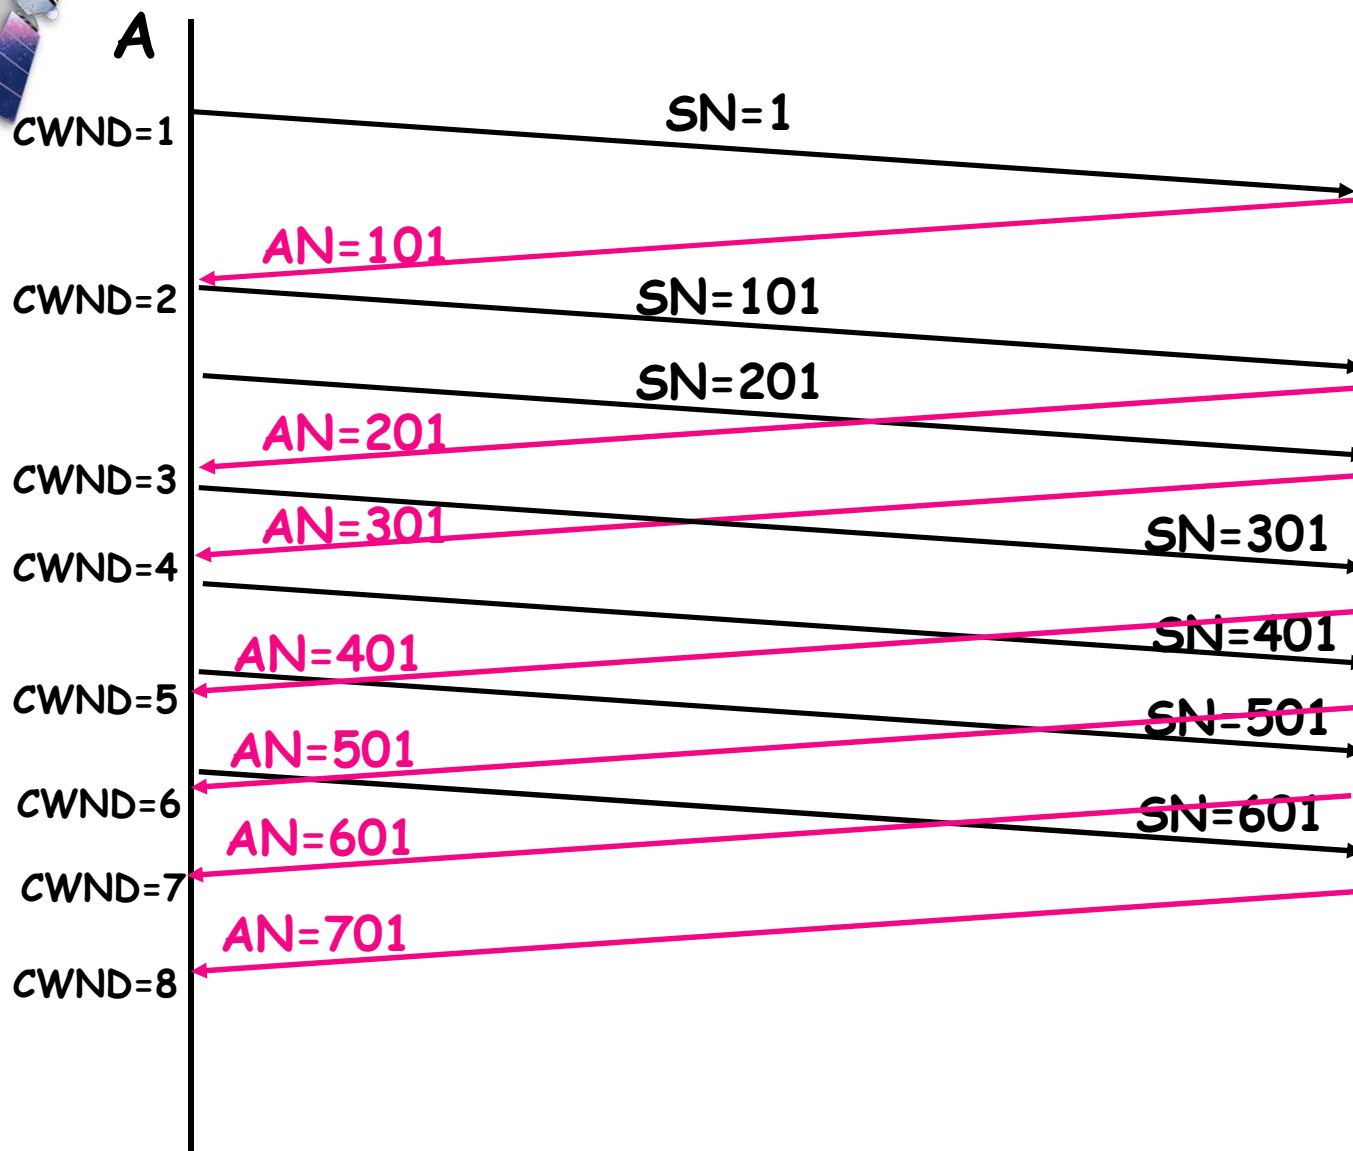 A
SN=1
CWND=1
AN=101
CWND=2
SN=101
SN=201
AN=201
CWND=3
AN=301
SN=301
CWND=4
SN=401
AN=401
CWND=5
SN=501
AN=501
CWND=6
SN=601
AN=601
CWND=7
AN=701
CWND=8